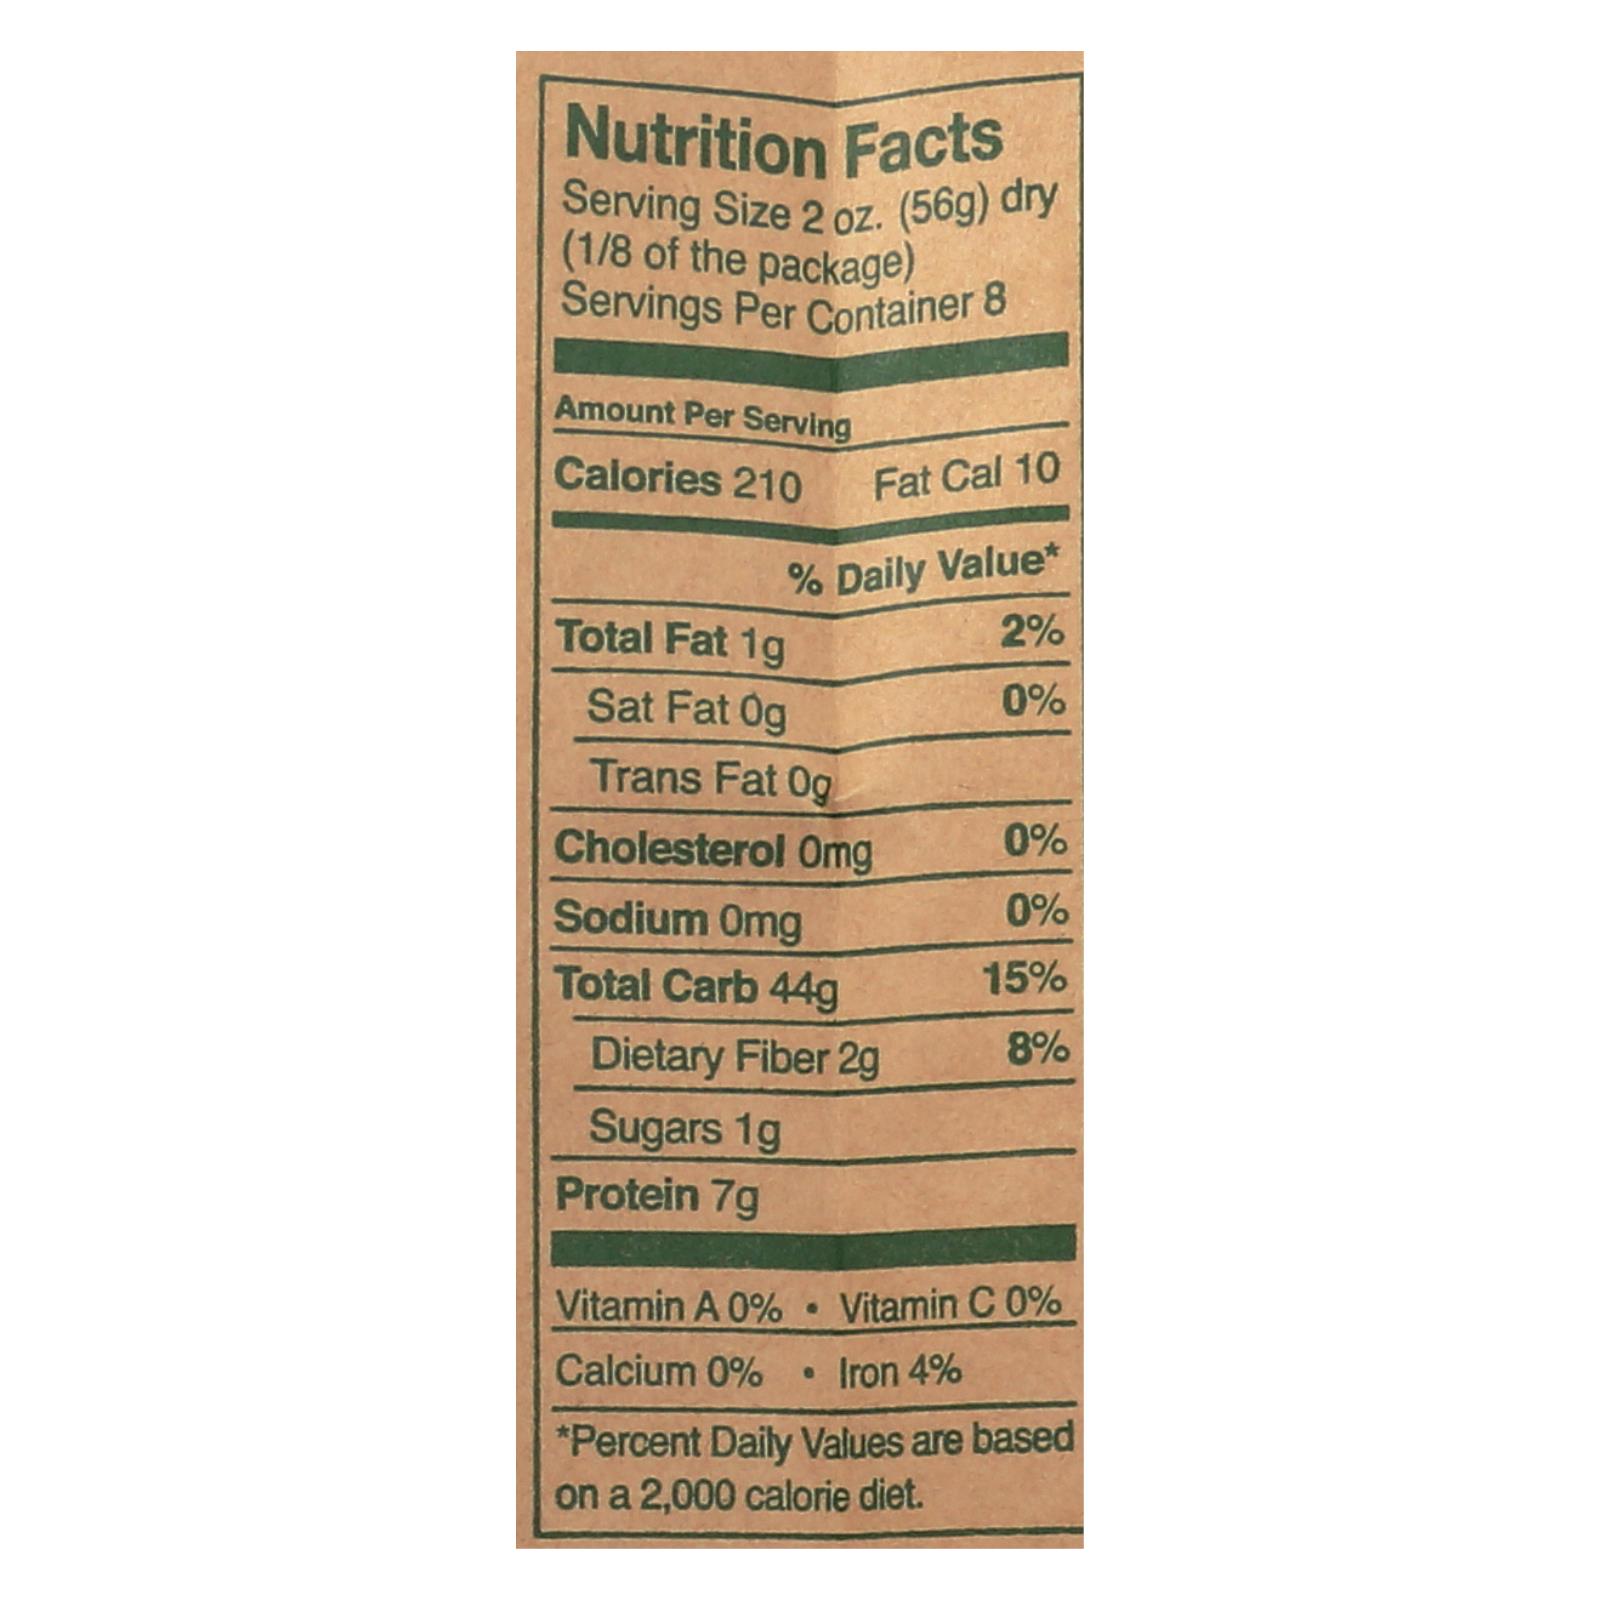 Nutrition Facts
Serving Size 2 oz. (56g) dry
(1/8 of the package)
Servings Per Container 8
Amount Per Serving
Calories 210 Fat Cal 10
% Daily Value*
Total Fat 1g 2%
Sat Fat 0g 0%
Trans Fat 0g
Cholesterol 0mg 0%
Sodium 0mg 0%
Total Carb 44g 15%
Dietary Fiber 2g 8%
Sugars 1g
Protein 7g
Vitamin A 0% • Vitamin C 0%
Calcium 0% • Iron 4%
*Percent Daily Values are based
on a 2,000 calorie diet.